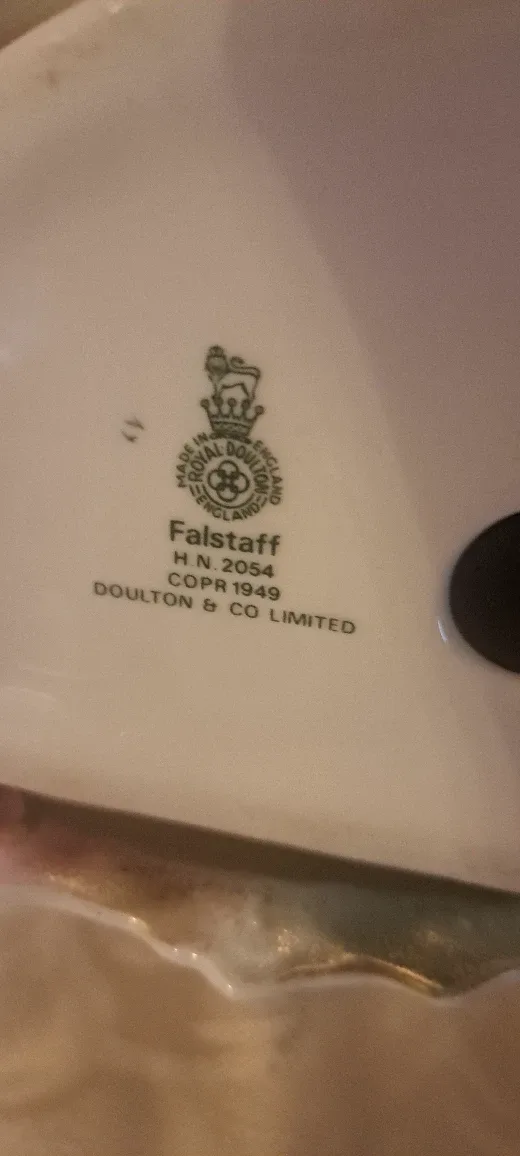 MADE IN ENGLAND
ROYAL DOULTON
ENGLAND
Falstaff
H.N. 2054
COPR 1949
DOULTON & CO LIMITED